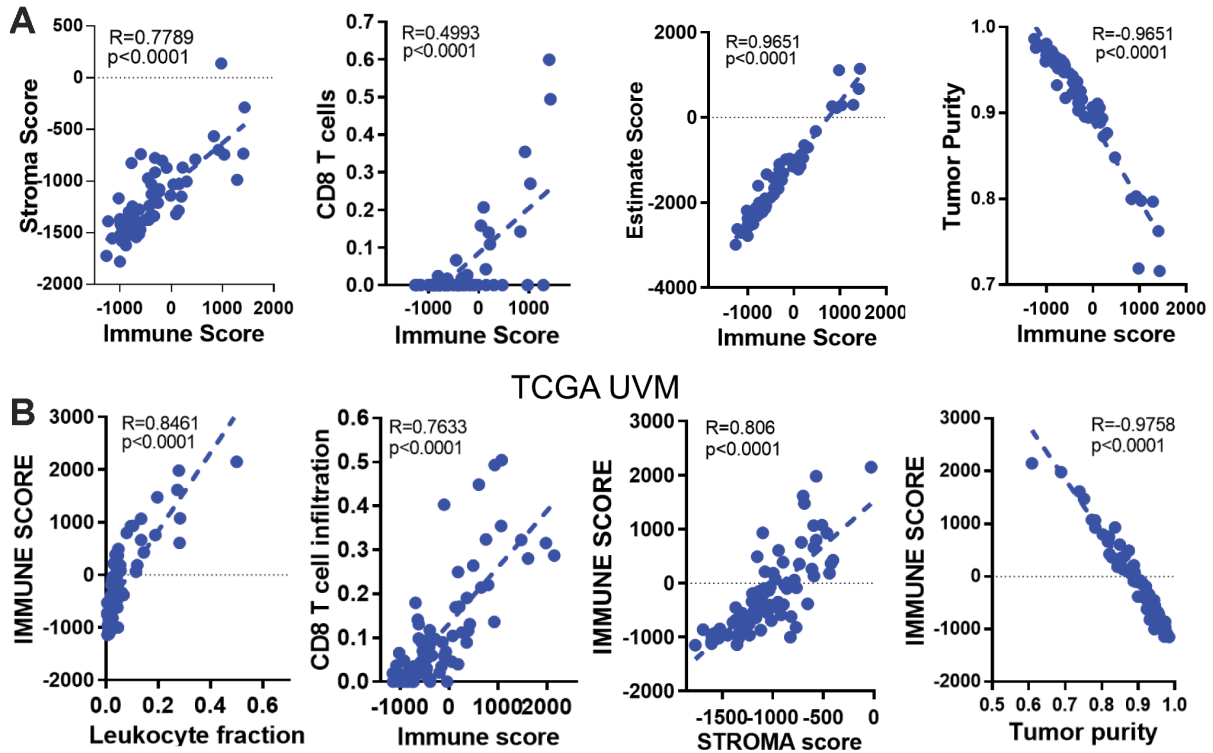 A
R=0.7789
p<0.0001
500
0
-500
-1000
-1500
-2000
Stroma Score
-1000 0 1000 2000
Immune Score
R=0.4993
p<0.0001
0.7
0.6
0.5
0.4
0.3
0.2
0.1
0.0
CD8 T cells
-1000 0 1000
Immune Score
R=0.9651
p<0.0001
4000
2000
0
-2000
-4000
Estimate Score
-1000 0 1000 2000
Immune Score
R=-0.9651
p<0.0001
1.0
0.9
0.8
0.7
Tumor Purity
-1000 0 1000 2000
Immune score
TCGA UVM
B
R=0.8461
p<0.0001
3000
2000
1000
0
-1000
-2000
IMMUNE SCORE
0.0 0.2 0.4 0.6
Leukocyte fraction
R=0.7633
p<0.0001
0.6
0.5
0.4
0.3
0.2
0.1
0.0
CD8 T cell infiltration
-1000 0 1000 2000
Immune score
R=0.806
p<0.0001
3000
2000
1000
0
-1000
-2000
IMMUNE SCORE
-1500 -1000 -500 0
STROMA score
R=-0.9758
p<0.0001
3000
2000
1000
0
-1000
-2000
IMMUNE SCORE
0.5 0.6 0.7 0.8 0.9 1.0
Tumor purity